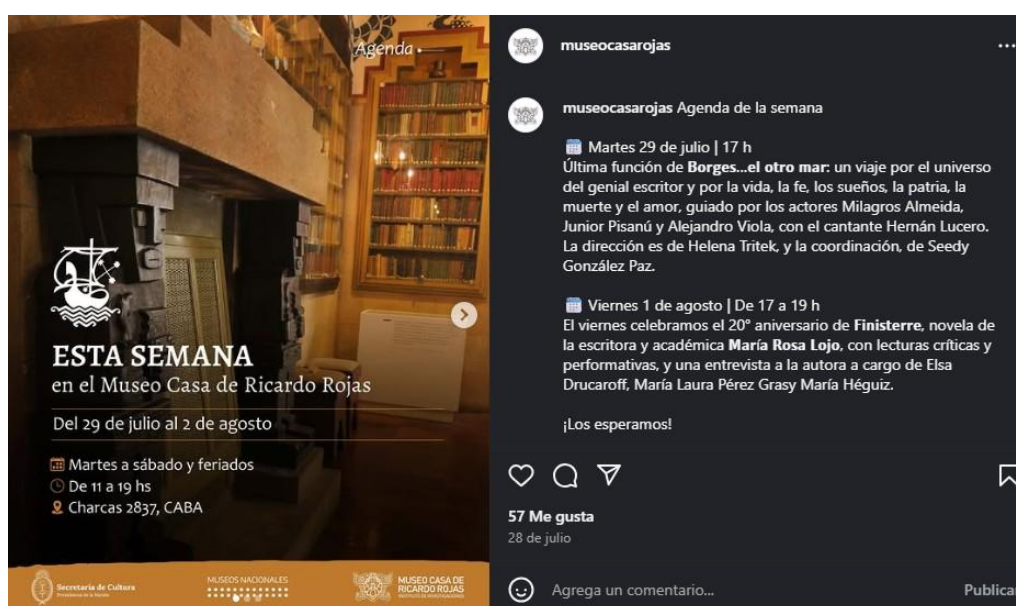 Agenda
ESTA SEMANA
en el Museo Casa de Ricardo Rojas
Del 29 de julio al 2 de agosto
Martes a sábado y feriados
De 11 a 19 hs
Charcas 2837, CABA
Secretaría de Cultura
Presidencia de la Nación
MUSEOS NACIONALES
MUSEO CASA DE
RICARDO ROJAS
INSTITUTO DE INVESTIGACIONES
museocasarojas
museocasarojas Agenda de la semana
Martes 29 de julio | 17 h
Última función de Borges...el otro mar: un viaje por el universo
del genial escritor y por la vida, la fe, los sueños, la patria, la
muerte y el amor, guiado por los actores Milagros Almeida,
Junior Pisanú y Alejandro Viola, con el cantante Hernán Lucero.
La dirección es de Helena Tritek, y la coordinación, de Seedy
González Paz.
Viernes 1 de agosto | De 17 a 19 h
El viernes celebramos el 20° aniversario de Finisterre, novela de
la escritora y académica María Rosa Lojo, con lecturas críticas y
performativas, y una entrevista a la autora a cargo de Elsa
Drucaroff, María Laura Pérez Grasy María Héguiz.
¡Los esperamos!
57 Me gusta
28 de julio
Agrega un comentario...
Publicar